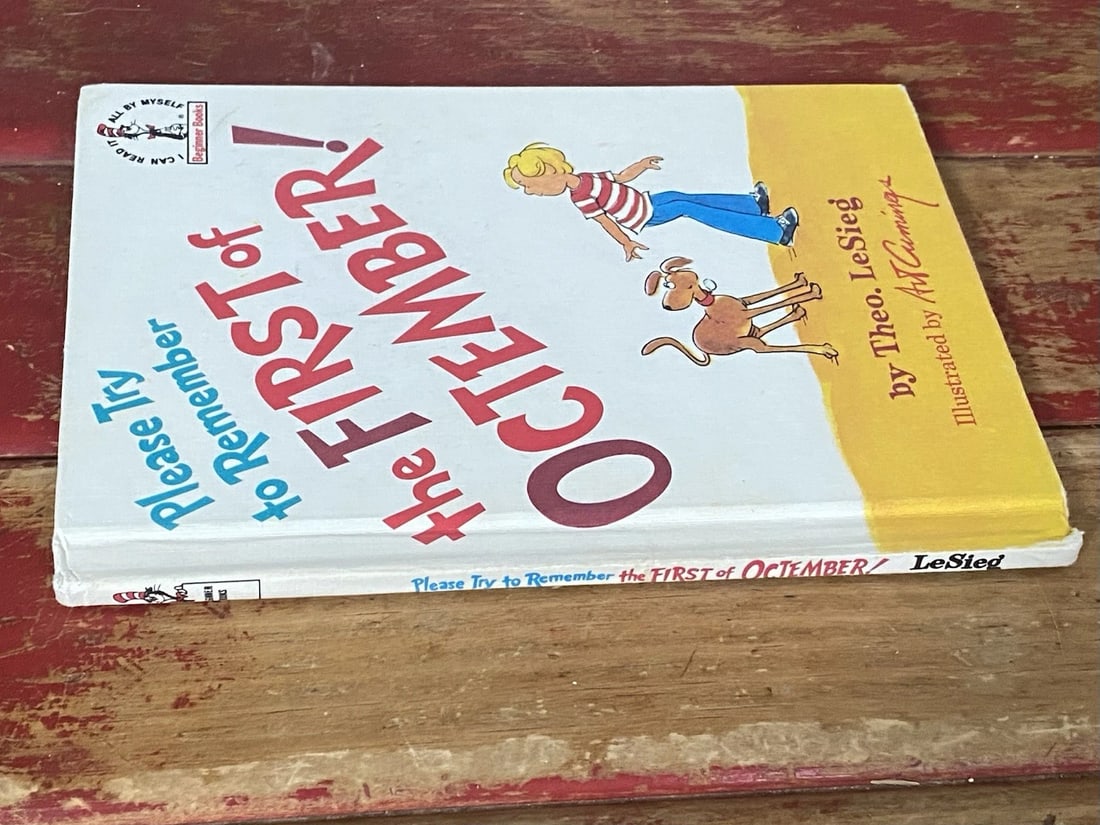 I CAN READ IT ALL BY MYSELF
Beginner Books
Please Try
to Remember
the FIRST of
OCTEMBER!
by Theo. LeSieg
Illustrated by Art Cumings
Please Try to Remember the FIRST of OCTEMBER! LeSieg